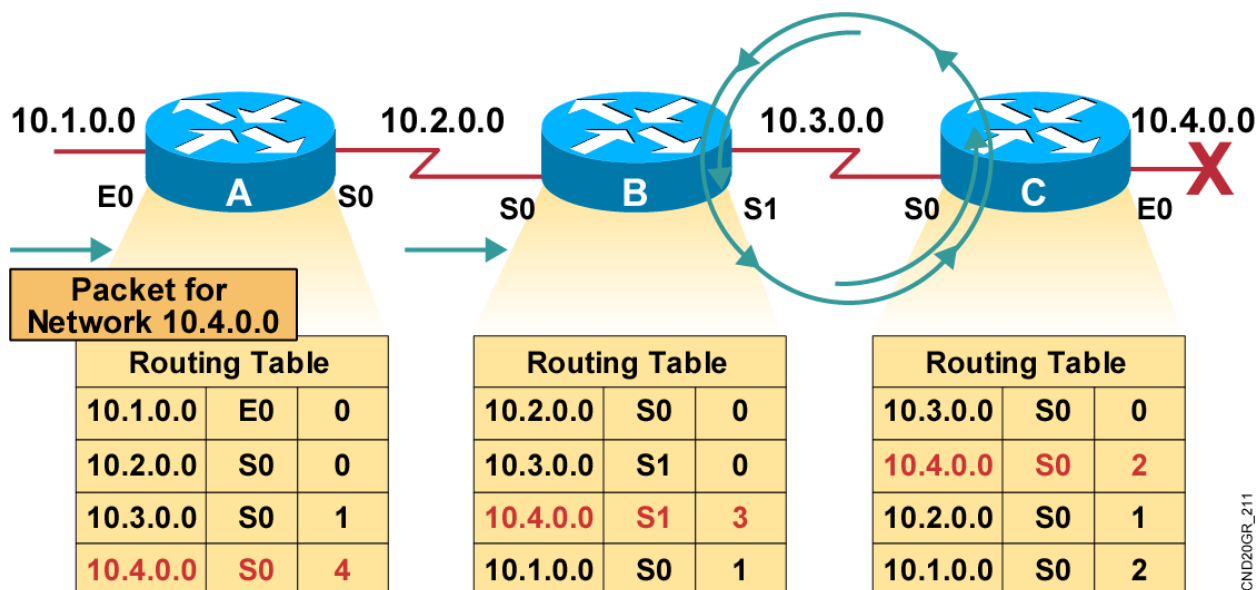 10.1.0.0
10.2.0.0
10.3.0.0
10.4.0.0
X
A
B
C
E0
S0
S0
S1
S0
E0
Packet for
Network 10.4.0.0
Routing Table
10.1.0.0 E0 0
10.2.0.0 S0 0
10.3.0.0 S0 1
10.4.0.0 S0 4
Routing Table
10.2.0.0 S0 0
10.3.0.0 S1 0
10.4.0.0 S1 3
10.1.0.0 S0 1
Routing Table
10.3.0.0 S0 0
10.4.0.0 S0 2
10.2.0.0 S0 1
10.1.0.0 S0 2
CND20GR_211